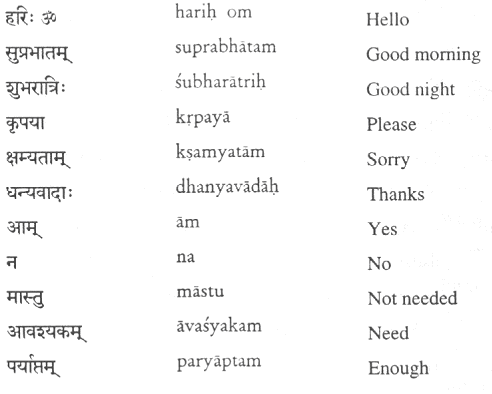 हरिः ॐ hariḥ om Hello
सुप्रभातम् suprabhātam Good morning
शुभरात्रिः śubharātriḥ Good night
कृपया kṛpayā Please
क्षम्यताम् kṣamyatām Sorry
धन्यवादाः dhanyavādāḥ Thanks
आम् ām Yes
न na No
मास्तु māstu Not needed
आवश्यकम् āvaśyakam Need
पर्याप्तम् paryāptam Enough